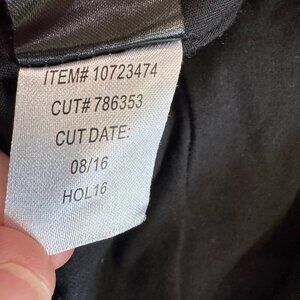 ITEM# 10723474
CUT# 786353
CUT DATE:
08/16
HOL16